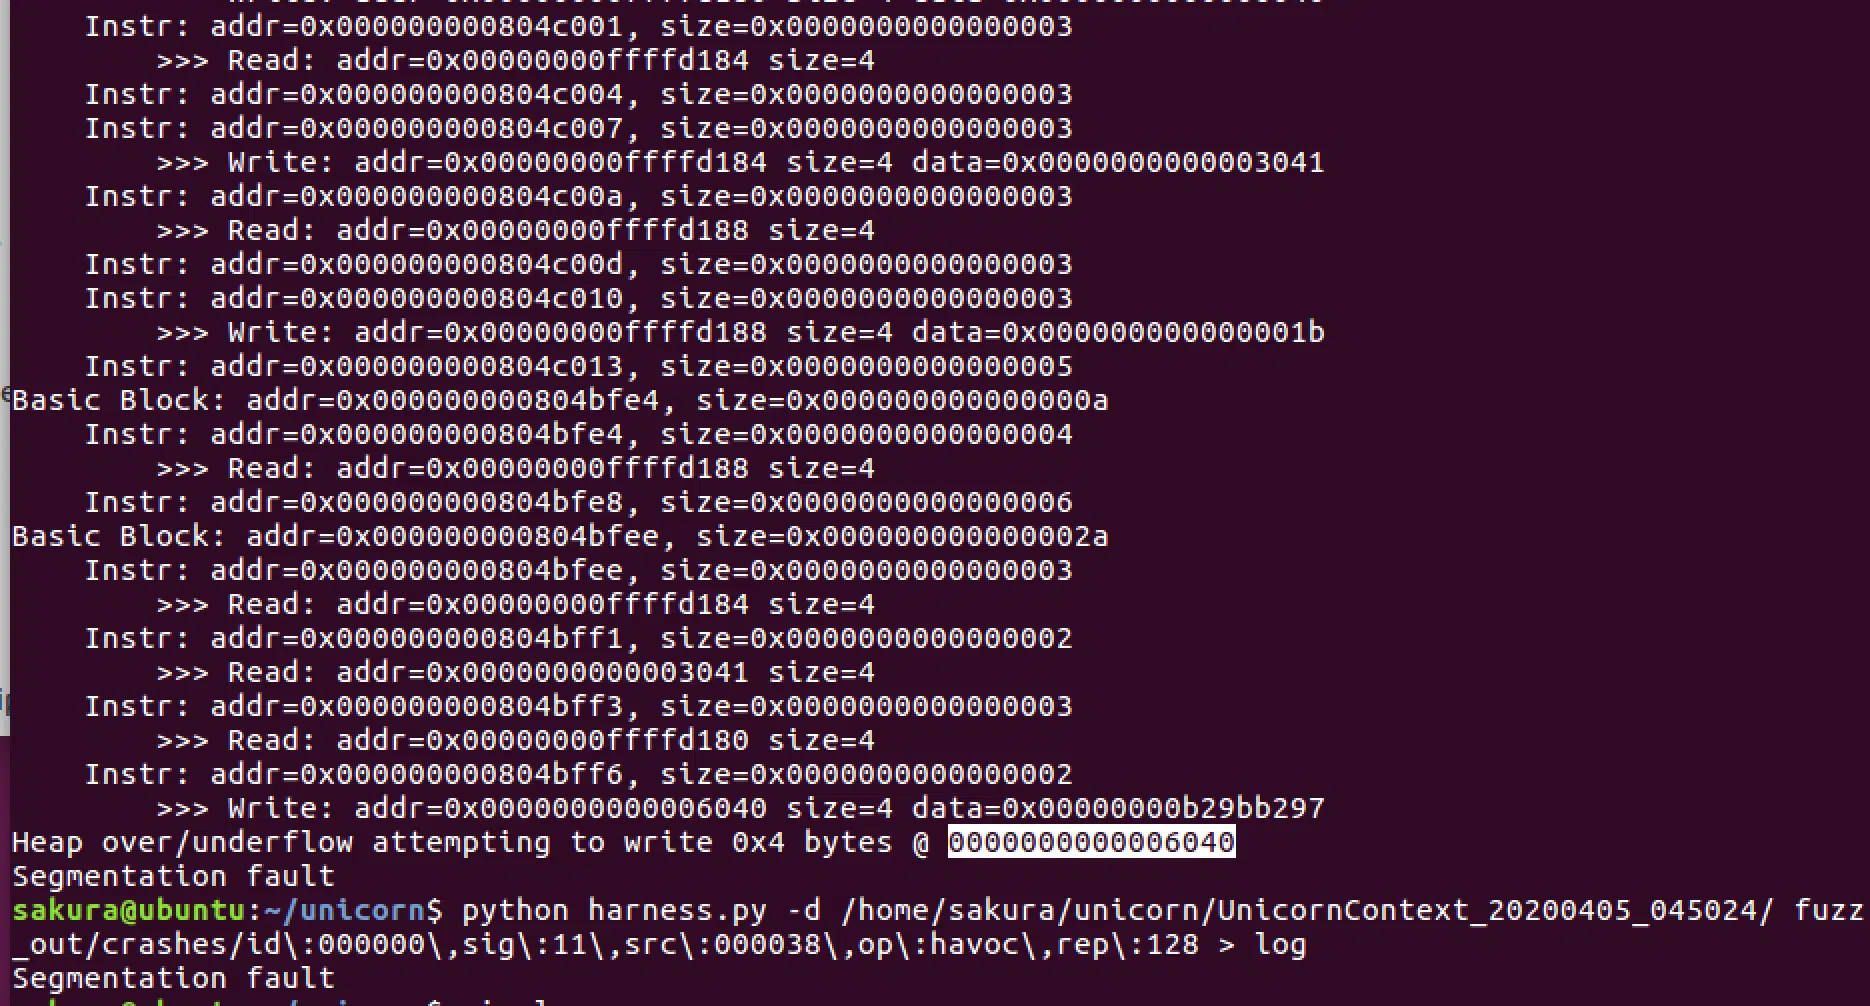 Instr: addr=0x000000000804c001, size=0x0000000000000003
>>> Read: addr=0x00000000ffffd184 size=4
Instr: addr=0x000000000804c004, size=0x0000000000000003
Instr: addr=0x000000000804c007, size=0x0000000000000003
>>> Write: addr=0x00000000ffffd184 size=4 data=0x0000000000003041
Instr: addr=0x000000000804c00a, size=0x0000000000000003
>>> Read: addr=0x00000000ffffd188 size=4
Instr: addr=0x000000000804c00d, size=0x0000000000000003
Instr: addr=0x000000000804c010, size=0x0000000000000003
>>> Write: addr=0x00000000ffffd188 size=4 data=0x000000000000001b
Instr: addr=0x000000000804c013, size=0x0000000000000005
Basic Block: addr=0x000000000804bfe4, size=0x000000000000000a
Instr: addr=0x000000000804bfe4, size=0x0000000000000004
>>> Read: addr=0x00000000ffffd188 size=4
Instr: addr=0x000000000804bfe8, size=0x0000000000000006
Basic Block: addr=0x000000000804bfee, size=0x000000000000002a
Instr: addr=0x000000000804bfee, size=0x0000000000000003
>>> Read: addr=0x00000000ffffd184 size=4
Instr: addr=0x000000000804bff1, size=0x0000000000000002
>>> Read: addr=0x0000000000003041 size=4
Instr: addr=0x000000000804bff3, size=0x0000000000000003
>>> Read: addr=0x00000000ffffd180 size=4
Instr: addr=0x000000000804bff6, size=0x0000000000000002
>>> Write: addr=0x0000000000006040 size=4 data=0x00000000b29bb297
Heap over/underflow attempting to write 0x4 bytes @ 0000000000006040
Segmentation fault
sakura@ubuntu:~/unicorn$ python harness.py -d /home/sakura/unicorn/UnicornContext_20200405_045024/ fuzz
_out/crashes/id\:000000\,sig\:11\,src\:000038\,op\:havoc\,rep\:128 > log
Segmentation fault